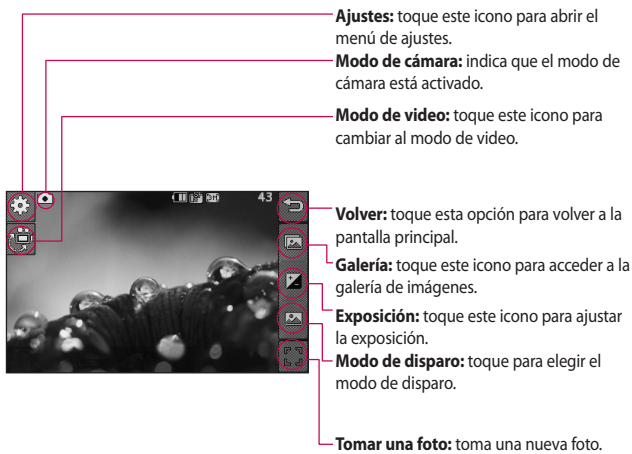 Ajustes: toque este icono para abrir el
menú de ajustes.
Modo de cámara: indica que el modo de
cámara está activado.
Modo de video: toque este icono para
cambiar al modo de video.
43
Volver: toque esta opción para volver a la
pantalla principal.
Galería: toque este icono para acceder a la
galería de imágenes.
Exposición: toque este icono para ajustar
la exposición.
Modo de disparo: toque para elegir el
modo de disparo.
Tomar una foto: toma una nueva foto.